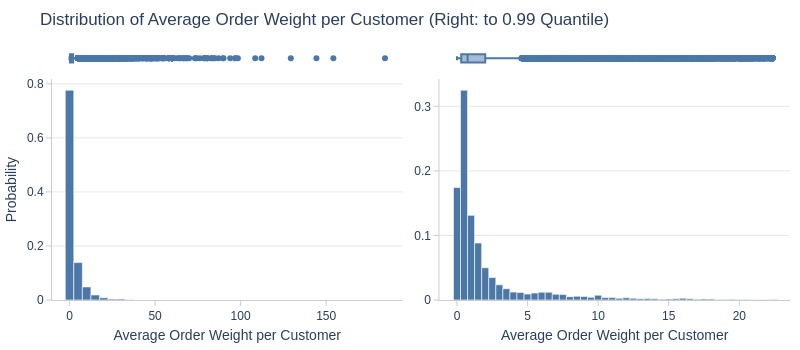 Distribution of Average Order Weight per Customer (Right: to 0.99 Quantile)
Probability
0.8
0.6
0.4
0.2
0
0 50 100 150
Average Order Weight per Customer
0.3
0.2
0.1
0
0 5 10 15 20
Average Order Weight per Customer